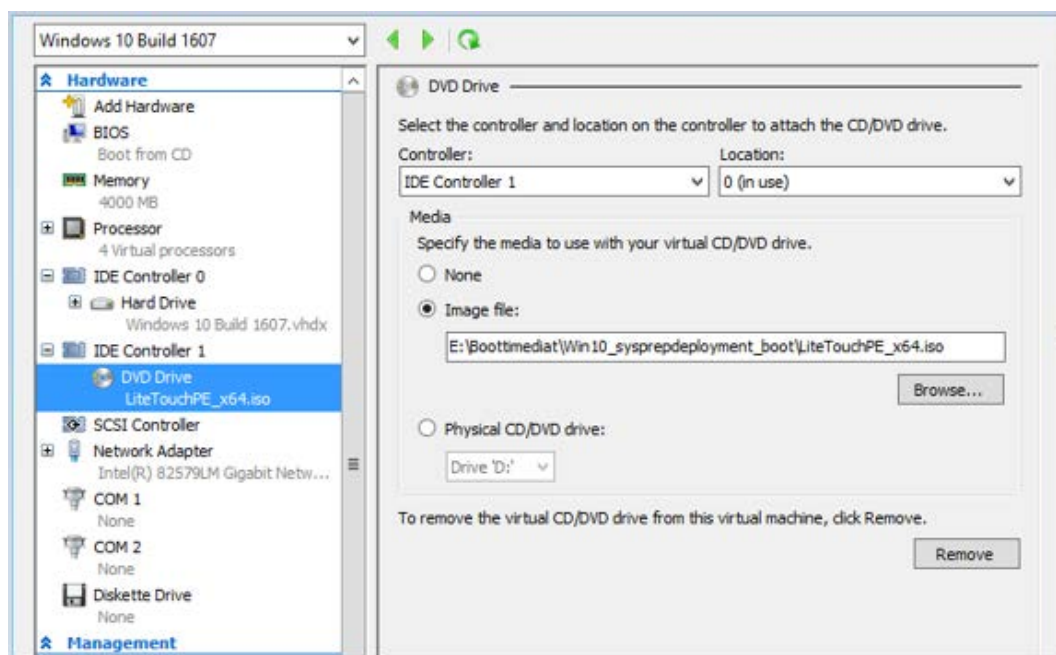 Windows 10 Build 1607
Hardware
Add Hardware
BIOS
Boot from CD
Memory
4000 MB
Processor
4 Virtual processors
IDE Controller 0
Hard Drive
Windows 10 Build 1607.vhdx
IDE Controller 1
DVD Drive
LiteTouchPE_x64.iso
SCSI Controller
Network Adapter
Intel(R) 82579LM Gigabit Netw...
COM 1
None
COM 2
None
Diskette Drive
None
Management
DVD Drive
Select the controller and location on the controller to attach the CD/DVD drive.
Controller: Location:
IDE Controller 1 0 (in use)
Media
Specify the media to use with your virtual CD/DVD drive.
None
Image file:
E:\Boottimediat\Win10_sysprepdeployment_boot\LiteTouchPE_x64.iso
Browse...
Physical CD/DVD drive:
Drive 'D:'
To remove the virtual CD/DVD drive from this virtual machine, click Remove.
Remove